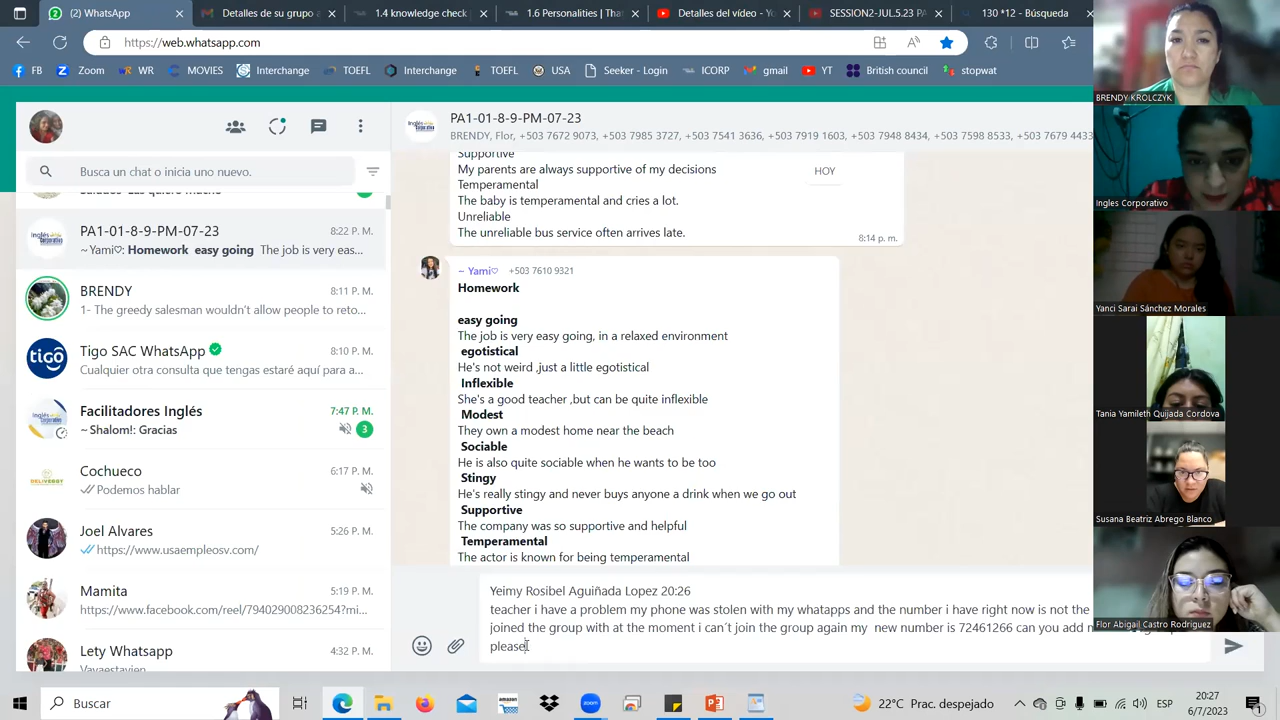 (2) WhatsApp
Detalles de su grupo
1.4 knowledge check
1.6 Personalities | Tha
Detalles del vídeo - Yo
SESSION2-JUL.5.23 PA
130 *12 - Búsqueda
https://web.whatsapp.com
FB
Zoom
WR
MOVIES
Interchange
TOEFL
Interchange
TOEFL
USA
Seeker - Login
ICORP
gmail
YT
British council
stopwat
PA1-01-8-9-PM-07-23
BRENDY, Flor, +503 7672 9073, +503 7985 3727, +503 7541 3636, +503 7919 1603, +503 7948 8434, +503 7598 8533, +503 7679 4433
Busca un chat o inicia uno nuevo.
PA1-01-8-9-PM-07-23
8:22 P. M.
~ Yami♡: Homework easy going The job is very eas...
BRENDY
8:11 P. M.
1- The greedy salesman wouldn't allow people to reto...
Tigo SAC WhatsApp
8:10 P. M.
Cualquier otra consulta que tengas estaré aquí para a...
Facilitadores Inglés
7:47 P. M.
~ Shalom!: Gracias
3
Cochueco
6:17 P. M.
Podemos hablar
Joel Alvares
5:26 P. M.
https://www.usaempleosv.com/
Mamita
5:19 P. M.
https://www.facebook.com/reel/794029008236254?mi...
Lety Whatsapp
4:32 P. M.
Vayaestavien
Supportive
My parents are always supportive of my decisions
HOY
Temperamental
The baby is temperamental and cries a lot.
Unreliable
The unreliable bus service often arrives late.
8:14 p. m.
~ Yami♡ +503 7610 9321
Homework
easy going
The job is very easy going, in a relaxed environment
egotistical
He's not weird ,just a little egotistical
Inflexible
She's a good teacher ,but can be quite inflexible
Modest
They own a modest home near the beach
Sociable
He is also quite sociable when he wants to be too
Stingy
He's really stingy and never buys anyone a drink when we go out
Supportive
The company was so supportive and helpful
Temperamental
The actor is known for being temperamental
Yeimy Rosibel Aguiñada Lopez 20:26
teacher i have a problem my phone was stolen with my whatapps and the number i have right now is not the
joined the group with at the moment i can´t join the group again my new number is 72461266 can you add
please
BRENDY KROLCZYK
Ingles Corporativo
Yanci Sarai Sánchez Morales
Tania Yamileth Quijada Cordova
Susana Beatriz Abrego Blanco
Flor Abigail Castro Rodriguez
Buscar
22°C Prac. despejado
ESP
20:27
6/7/2023